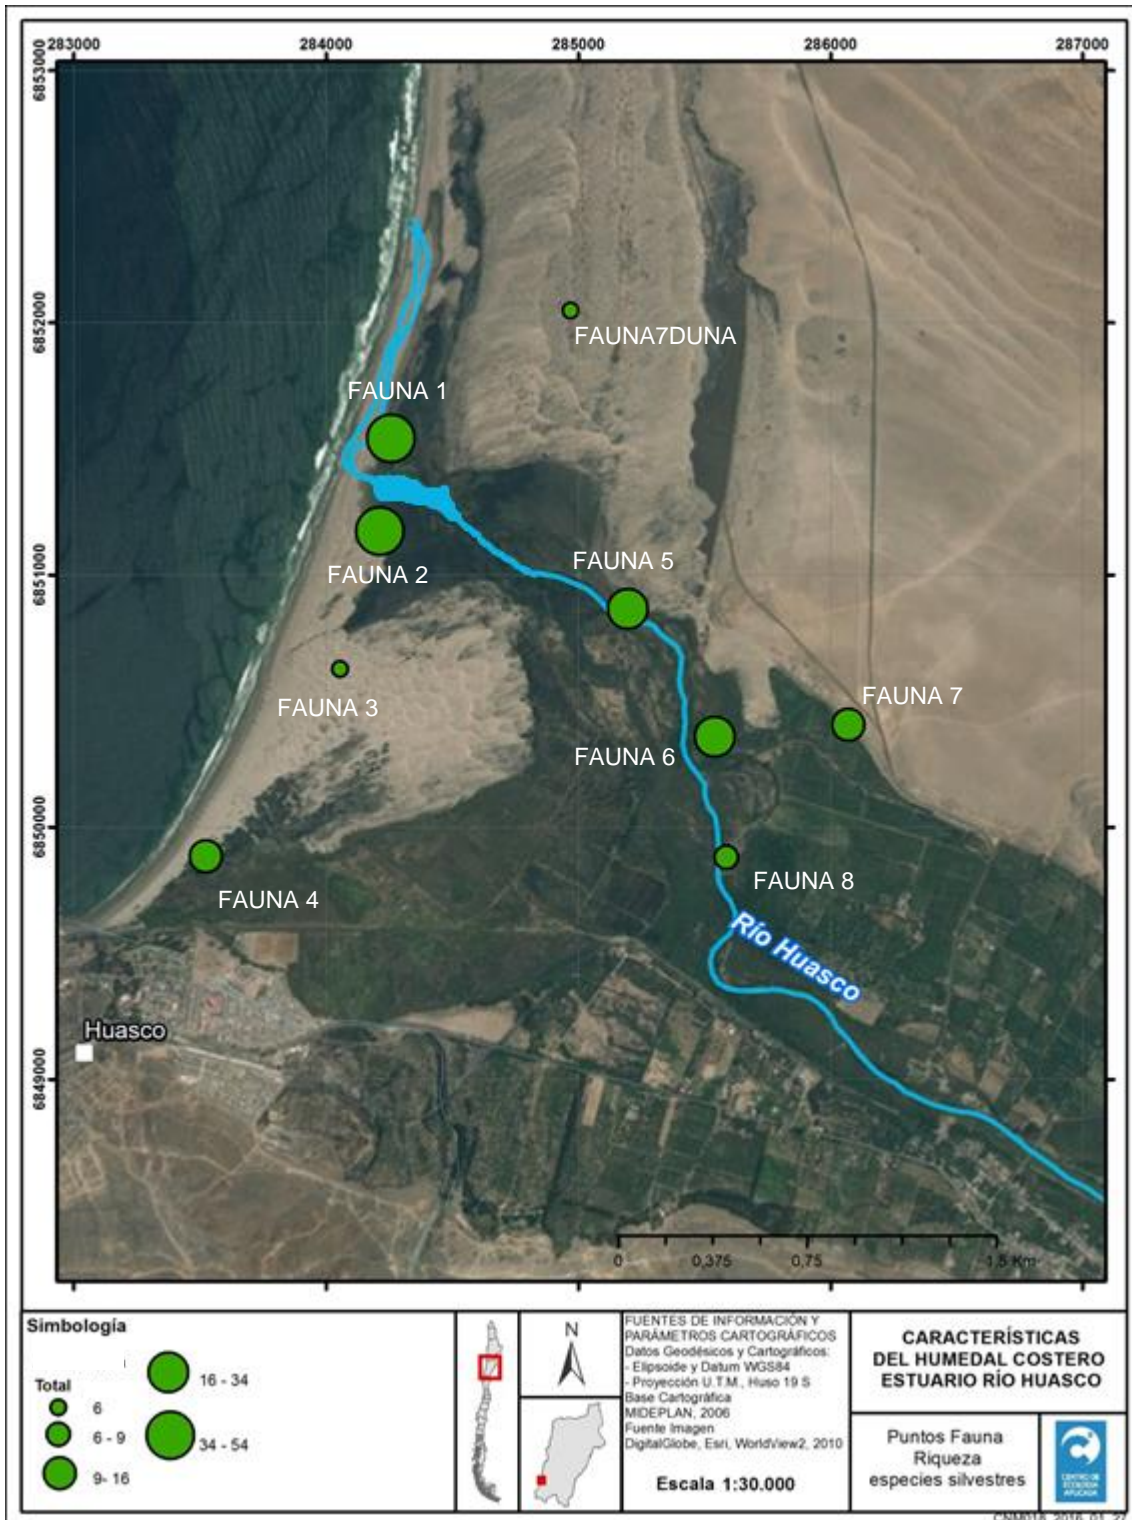 283000 284000 285000 286000 287000
6853000
6852000
6851000
6850000
6849000
FAUNA7DUNA
FAUNA 1
FAUNA 2
FAUNA 5
FAUNA 3
FAUNA 7
FAUNA 6
FAUNA 4
FAUNA 8
Río Huasco
Huasco
0 0,375 0,75 1,5 Km
Simbología
Total
6
6 - 9
9- 16
16 - 34
34 - 54
N
FUENTES DE INFORMACIÓN Y
PARÁMETROS CARTOGRÁFICOS
Datos Geodésicos y Cartográficos:
- Elipsoide y Datum WGS84
- Proyección U.T.M., Huso 19 S
Base Cartográfica
MIDEPLAN, 2006
Fuente Imagen
DigitalGlobe, Esri, WorldView2, 2010
Escala 1:30.000
CARACTERÍSTICAS
DEL HUMEDAL COSTERO
ESTUARIO RÍO HUASCO
Puntos Fauna
Riqueza
especies silvestres
CENTRO DE
ECOLOGÍA
APLICADA